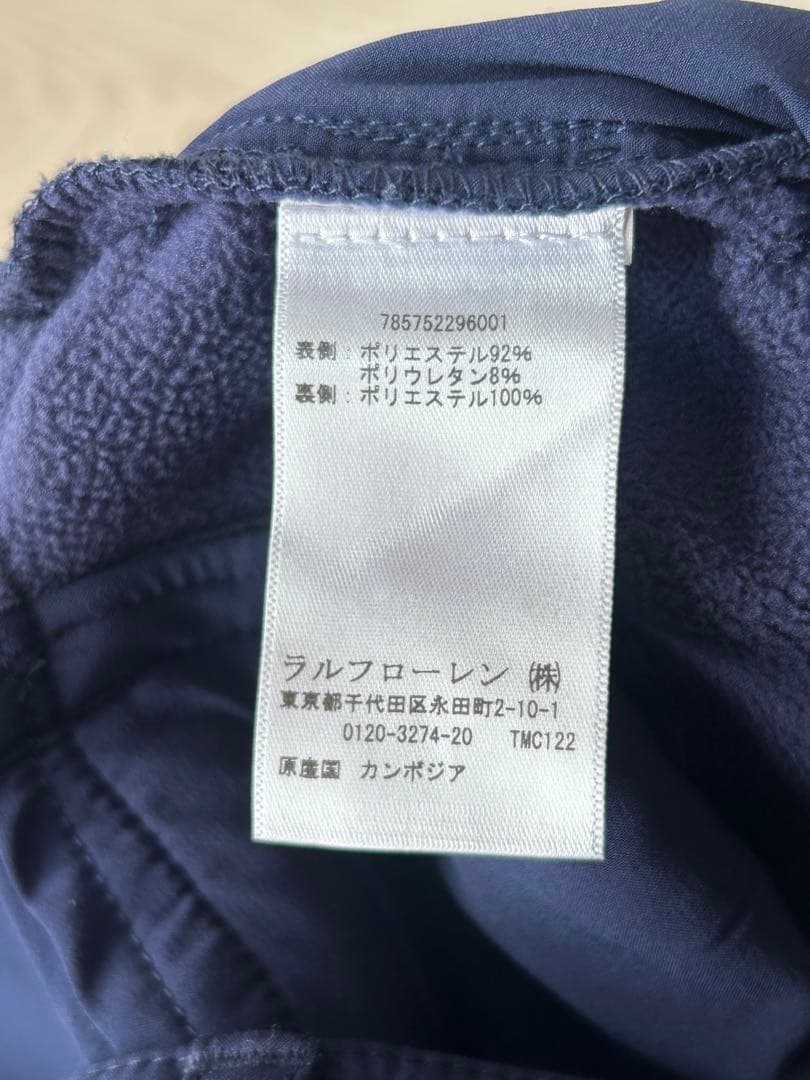 785752296001
表側：ポリエステル92%
ポリウレタン8%
裏側：ポリエステル100%
ラルフローレン ㈱
東京都千代田区永田町2-10-1
0120-3274-20 TMC122
原産国 カンボジア